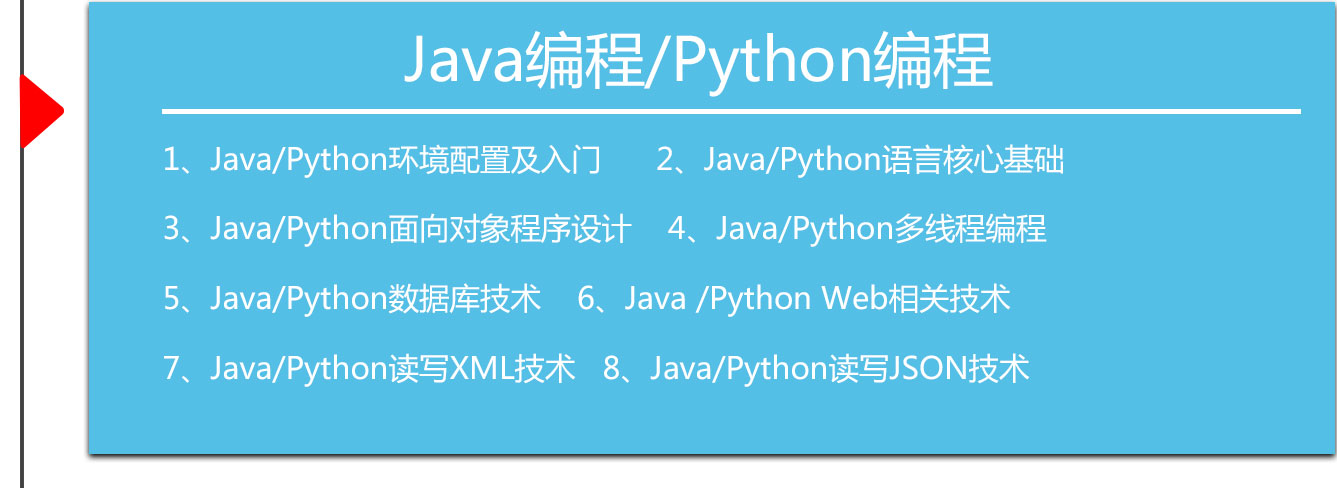 Java编程/Python编程
1、Java/Python环境配置及入门 2、Java/Python语言核心基础
3、Java/Python面向对象程序设计 4、Java/Python多线程编程
5、Java/Python数据库技术 6、Java /Python Web相关技术
7、Java/Python读写XML技术 8、Java/Python读写JSON技术